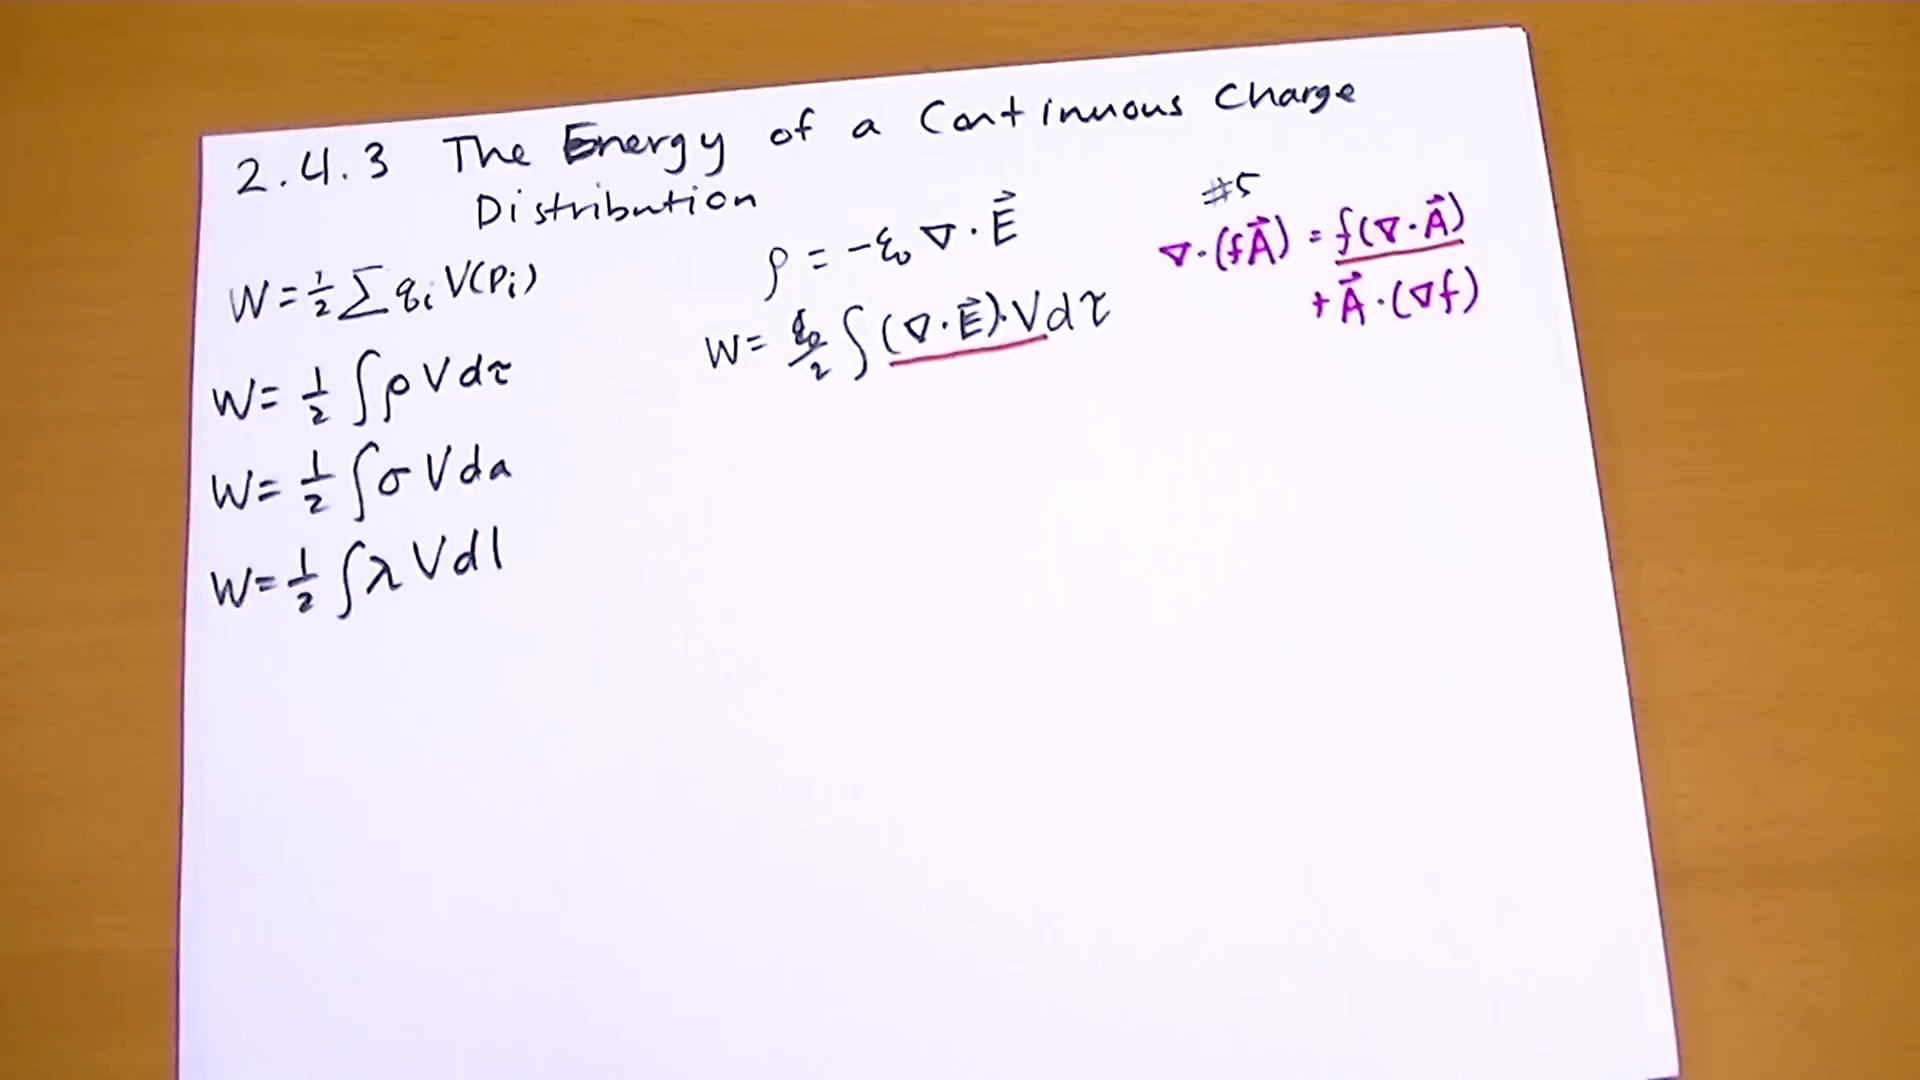 2.4.3 The Energy of a Continuous Charge
Distribution
W = 1/2 ∑ qᵢ V(Pᵢ)
W = 1/2 ∫ρ V dτ
W = 1/2 ∫σ V da
W = 1/2 ∫λ V dl
ρ = -ε₀ ∇ · E⃗
W = ε₀/2 ∫(∇ · E⃗) · V dτ
#5
∇ · (fA⃗) = f(∇ · A⃗)
+ A⃗ · (∇f)